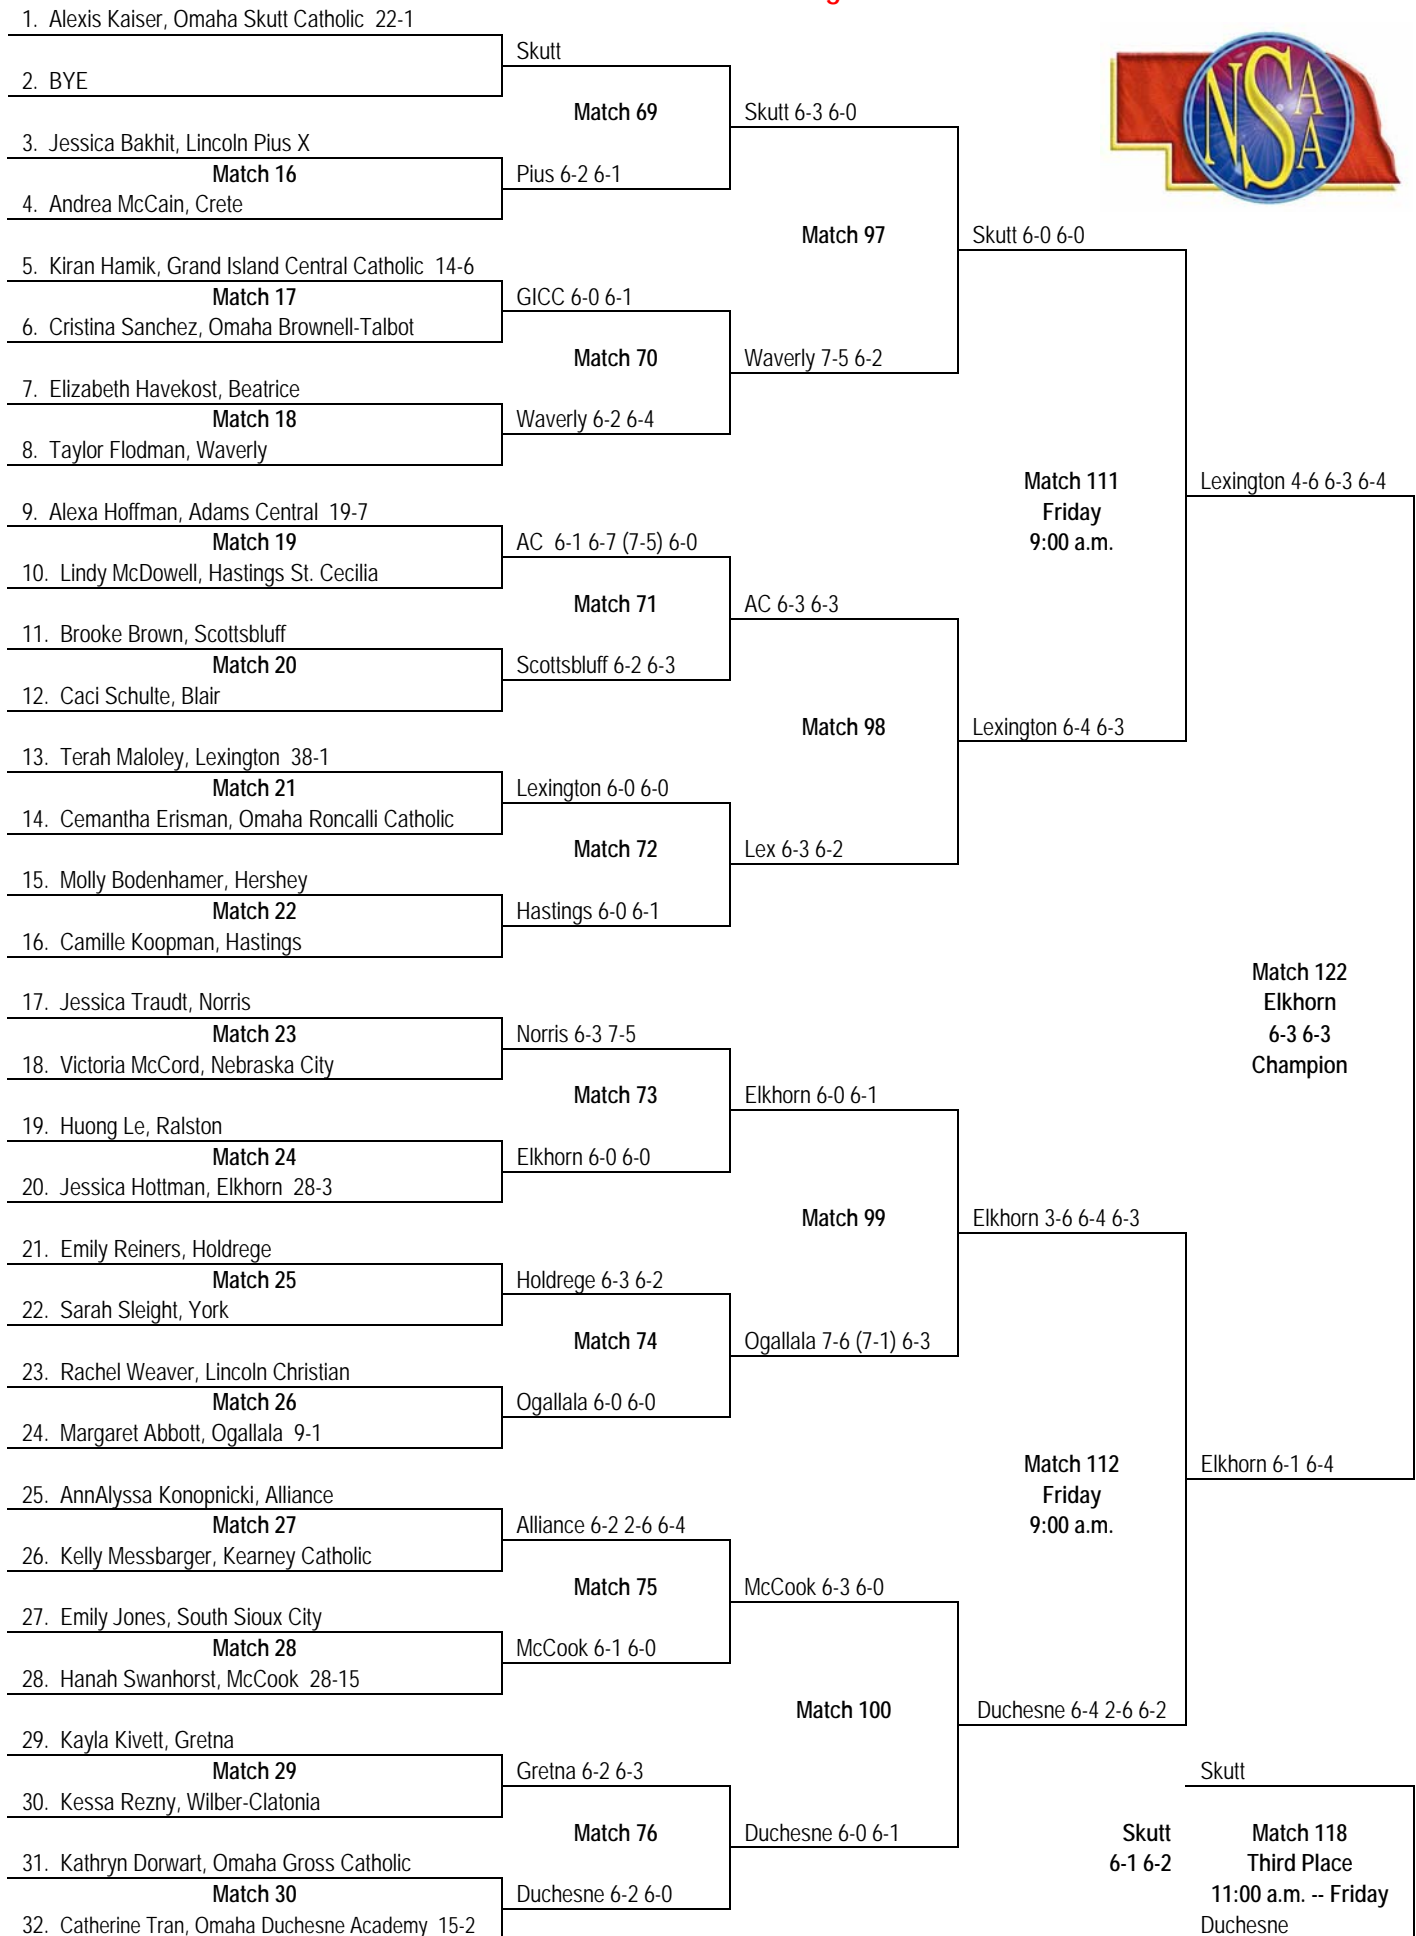 1. Alexis Kaiser, Omaha Skutt Catholic 22-1
Skutt
2. BYE
Match 69
Skutt 6-3 6-0
3. Jessica Bakhit, Lincoln Pius X
Match 16
Pius 6-2 6-1
4. Andrea McCain, Crete
Match 97
Skutt 6-0 6-0
5. Kiran Hamik, Grand Island Central Catholic 14-6
Match 17
GICC 6-0 6-1
6. Cristina Sanchez, Omaha Brownell-Talbot
Match 70
Waverly 7-5 6-2
7. Elizabeth Havekost, Beatrice
Match 18
Waverly 6-2 6-4
8. Taylor Flodman, Waverly
Match 111
Friday
9:00 a.m.
Lexington 4-6 6-3 6-4
9. Alexa Hoffman, Adams Central 19-7
Match 19
AC 6-1 6-7 (7-5) 6-0
10. Lindy McDowell, Hastings St. Cecilia
Match 71
AC 6-3 6-3
11. Brooke Brown, Scottsbluff
Match 20
Scottsbluff 6-2 6-3
12. Caci Schulte, Blair
Match 98
Lexington 6-4 6-3
13. Terah Maloley, Lexington 38-1
Match 21
Lexington 6-0 6-0
14. Cemantha Erisman, Omaha Roncalli Catholic
Match 72
Lex 6-3 6-2
15. Molly Bodenhamer, Hershey
Match 22
Hastings 6-0 6-1
16. Camille Koopman, Hastings
Match 122
Elkhorn
6-3 6-3
Champion
17. Jessica Traudt, Norris
Match 23
Norris 6-3 7-5
18. Victoria McCord, Nebraska City
Match 73
Elkhorn 6-0 6-1
19. Huong Le, Ralston
Match 24
Elkhorn 6-0 6-0
20. Jessica Hottman, Elkhorn 28-3
Match 99
Elkhorn 3-6 6-4 6-3
21. Emily Reiners, Holdrege
Match 25
Holdrege 6-3 6-2
22. Sarah Sleight, York
Match 74
Ogallala 7-6 (7-1) 6-3
23. Rachel Weaver, Lincoln Christian
Match 26
Ogallala 6-0 6-0
24. Margaret Abbott, Ogallala 9-1
Match 112
Friday
9:00 a.m.
Elkhorn 6-1 6-4
25. AnnAlyssa Konopnicki, Alliance
Match 27
Alliance 6-2 2-6 6-4
26. Kelly Messbarger, Kearney Catholic
Match 75
McCook 6-3 6-0
27. Emily Jones, South Sioux City
Match 28
McCook 6-1 6-0
28. Hanah Swanhorst, McCook 28-15
Match 100
Duchesne 6-4 2-6 6-2
29. Kayla Kivett, Gretna
Match 29
Gretna 6-2 6-3
30. Kessa Rezny, Wilber-Clatonia
Match 76
Duchesne 6-0 6-1
31. Kathryn Dorwart, Omaha Gross Catholic
Match 30
Duchesne 6-2 6-0
32. Catherine Tran, Omaha Duchesne Academy 15-2
Skutt
Skutt
6-1 6-2
Match 118
Third Place
11:00 a.m. -- Friday
Duchesne
NSAA